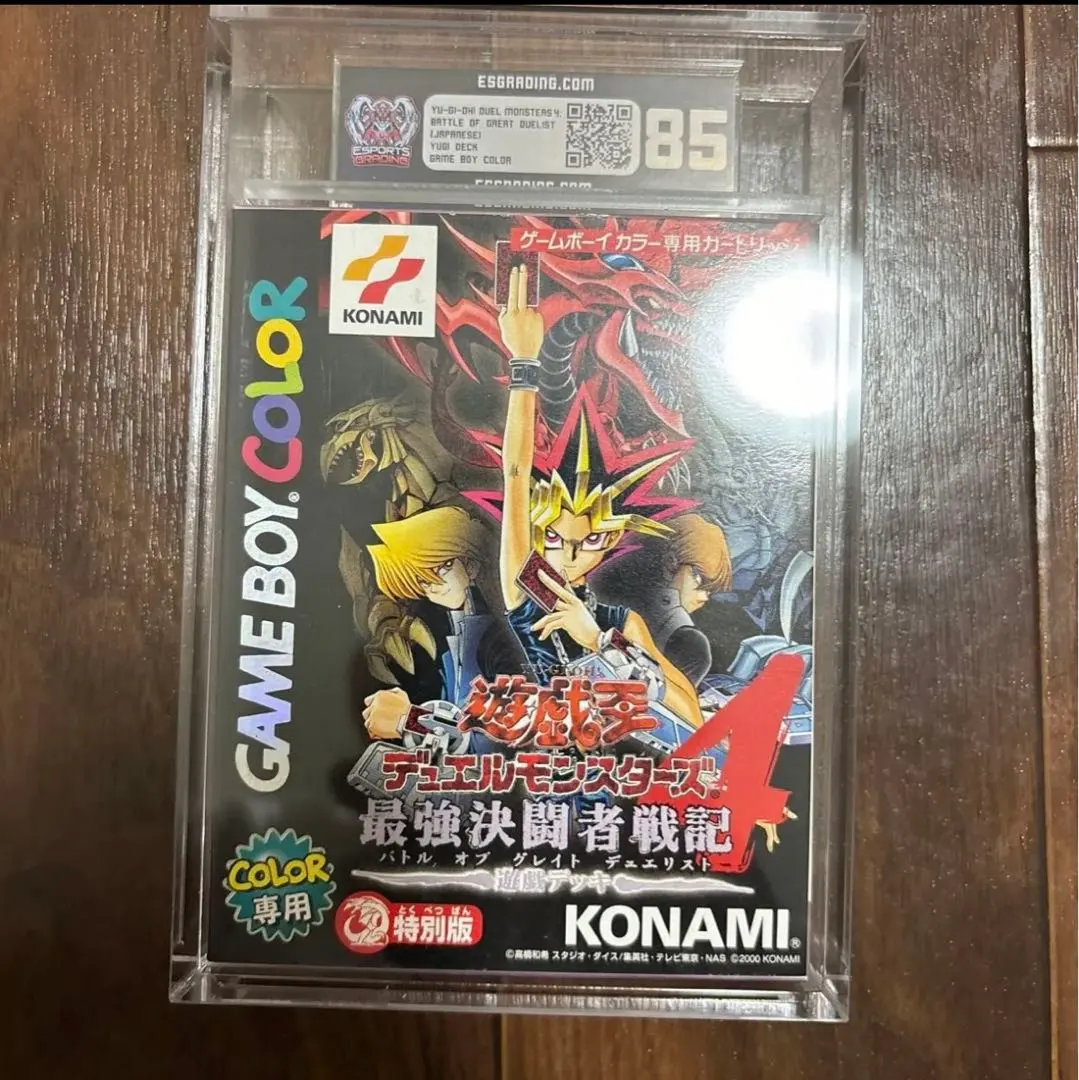 ESGRADING.COM
YU-GI-OH! DUEL MONSTERS 4:
BATTLE OF GREAT DUELIST
(JAPANESE)
YUGI DECK
GAME BOY COLOR
ESPORTS
GRADING
85
ESGRADING.COM
KONAMI
ゲームボーイカラー専用カートリッジ
GAME BOY COLOR
YU-GI-OH!
遊戯王
デュエルモンスターズ
4
最強決闘者戦記
バトル オブ グレイト デュエリスト
遊戯デッキ
COLOR
専用
とくべつばん
特別版
KONAMI®
©高橋和希 スタジオ・ダイス/集英社・テレビ東京・NAS ©2000 KONAMI